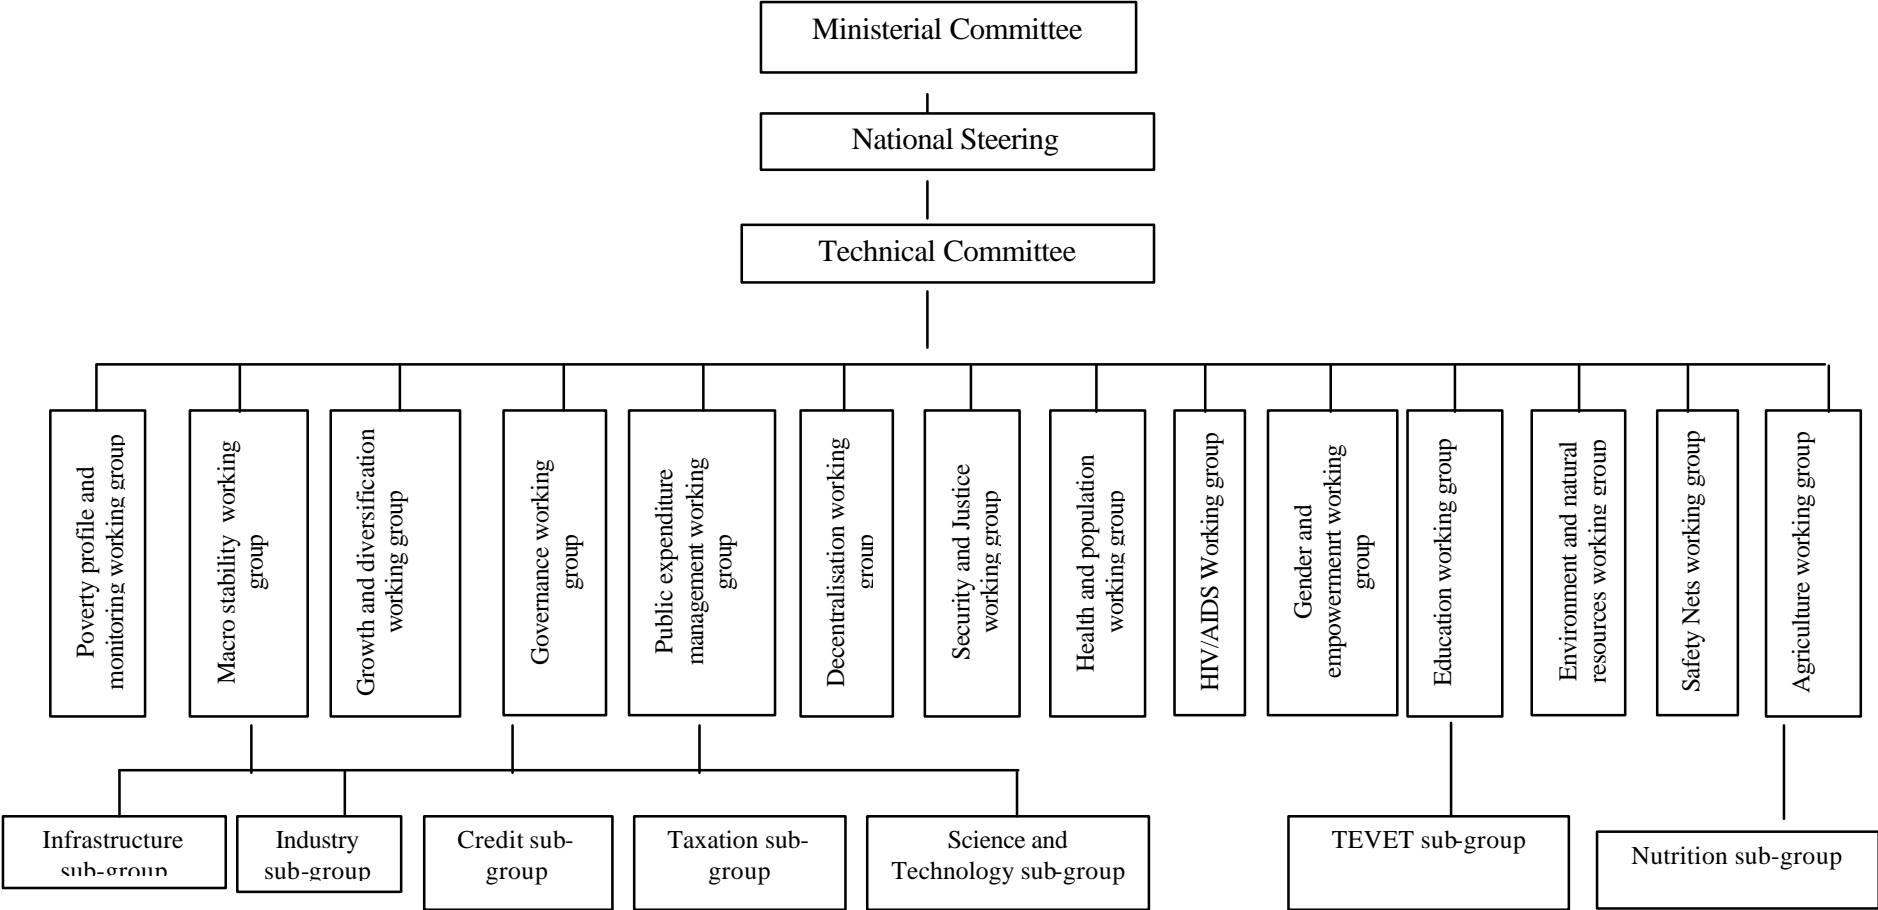 Ministerial Committee
National Steering
Technical Committee
Poverty profile and
monitoring working group
Macro stability working
group
Growth and diversification
working group
Governance working
group
Public expenditure
management working
group
Decentralisation working
group
Security and Justice
working group
Health and population
working group
HIV/AIDS Working group
Gender and
empowermenrt working
group
Education working group
Environment and natural
resources working group
Safety Nets working group
Agriculture working group
Infrastructure
sub-group
Industry
sub-group
Credit sub-
group
Taxation sub-
group
Science and
Technology sub-group
TEVET sub-group
Nutrition sub-group